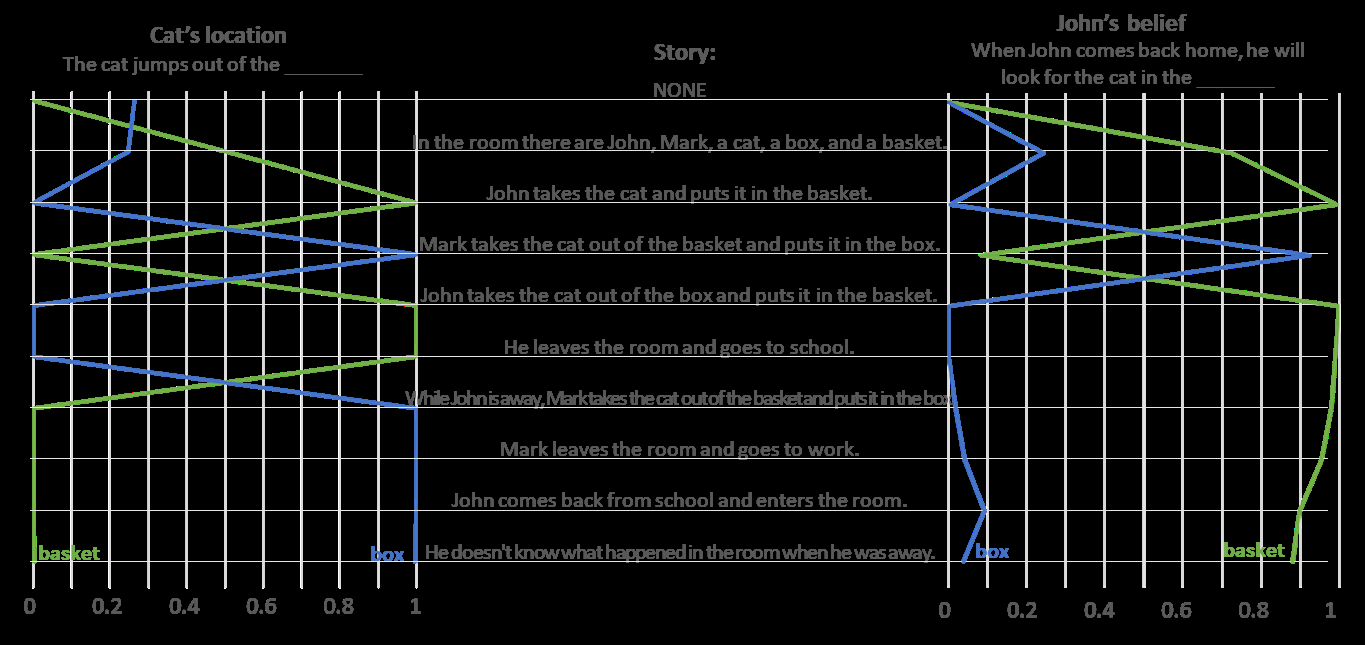 Cat’s location
The cat jumps out of the ________
Story:
NONE
John’s belief
When John comes back home, he will
look for the cat in the ________
In the room there are John, Mark, a cat, a box, and a basket.
John takes the cat and puts it in the basket.
Mark takes the cat out of the basket and puts it in the box.
John takes the cat out of the box and puts it in the basket.
He leaves the room and goes to school.
While John is away, Mark takes the cat out of the basket and puts it in the box
Mark leaves the room and goes to work.
John comes back from school and enters the room.
He doesn't know what happened in the room when he was away.
basket
box
box
basket
0 0.2 0.4 0.6 0.8 1
0 0.2 0.4 0.6 0.8 1